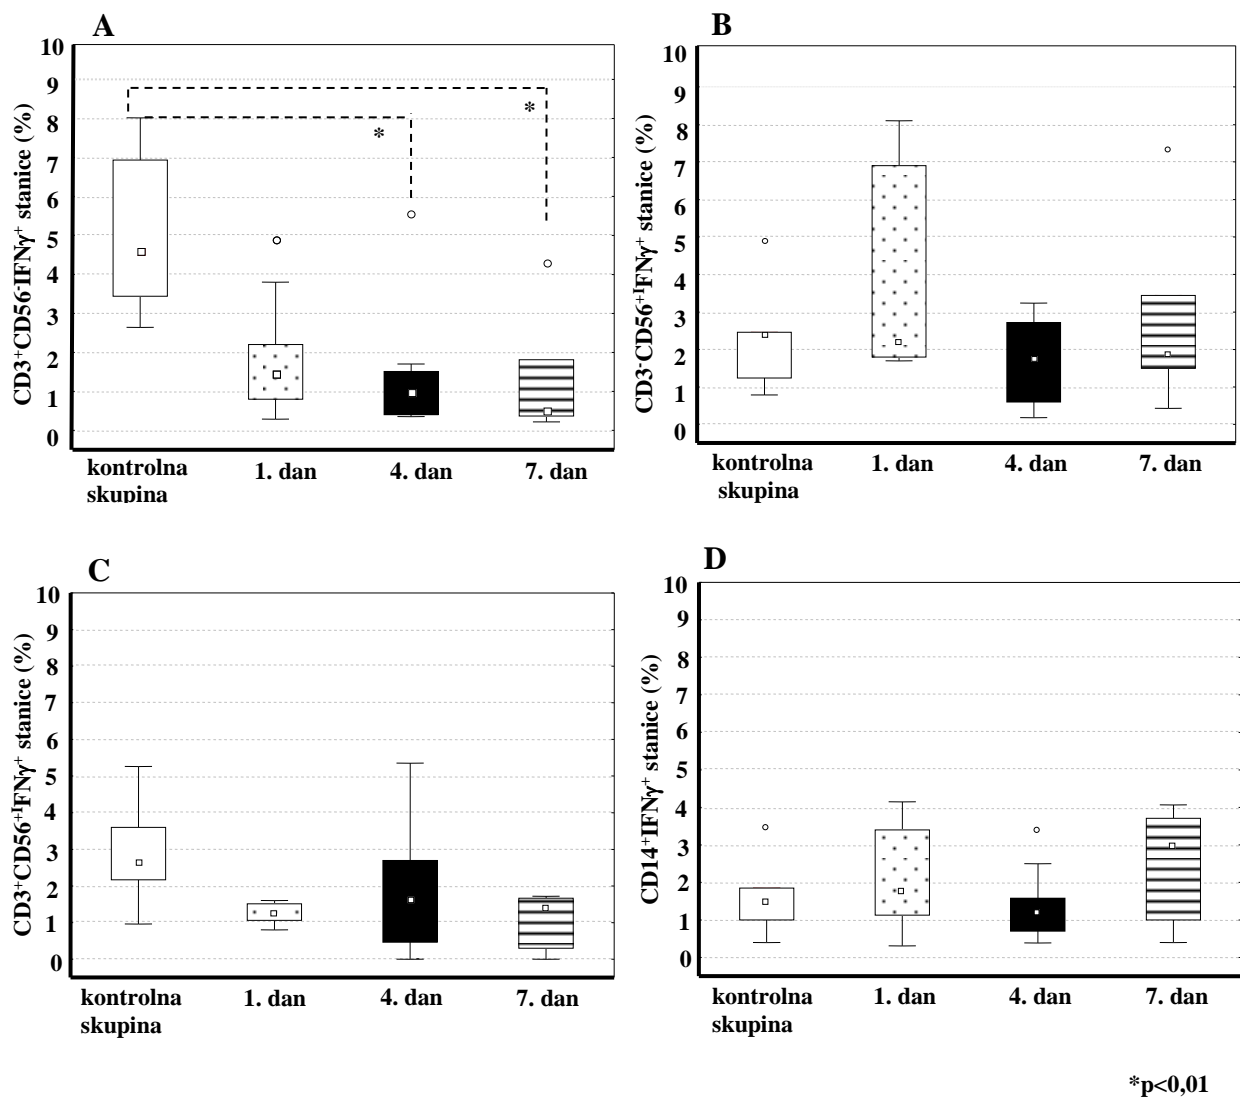 A
10
9
8
7
6
5
4
3
2
1
0
CD3⁺CD56⁻IFNγ⁺ stanice (%)
*
*
kontrolna
skupina
1. dan
4. dan
7. dan
B
10
9
8
7
6
5
4
3
2
1
0
CD3⁻CD56⁺ᴵFNγ⁺ stanice (%)
kontrolna
skupina
1. dan
4. dan
7. dan
C
10
9
8
7
6
5
4
3
2
1
0
CD3⁺CD56⁺ᴵFNγ⁺ stanice (%)
kontrolna
skupina
1. dan
4. dan
7. dan
D
10
9
8
7
6
5
4
3
2
1
0
CD14⁺IFNγ⁺ stanice (%)
kontrolna
skupina
1. dan
4. dan
7. dan
*p<0,01